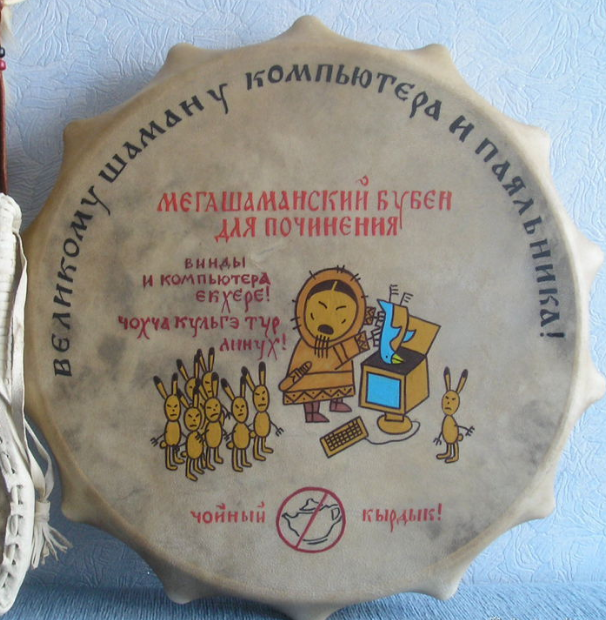 ВЕЛИКОМУ ШАМАНУ КОМПЬЮТЕРА И ПАЯЛЬНИКА!
МЕГАШАМАНСКИЙ БУБЕН
ДЛЯ ПОЧИНЕНИЯ
ВИНДЫ
И КОМПЬЮТЕРА
ЕКХЕРЕ!
ЧОХЧА КУЛЬГЭ ТУР
ЛИНУХ!
ЧОЙНЫЙ КЫРДЫК!